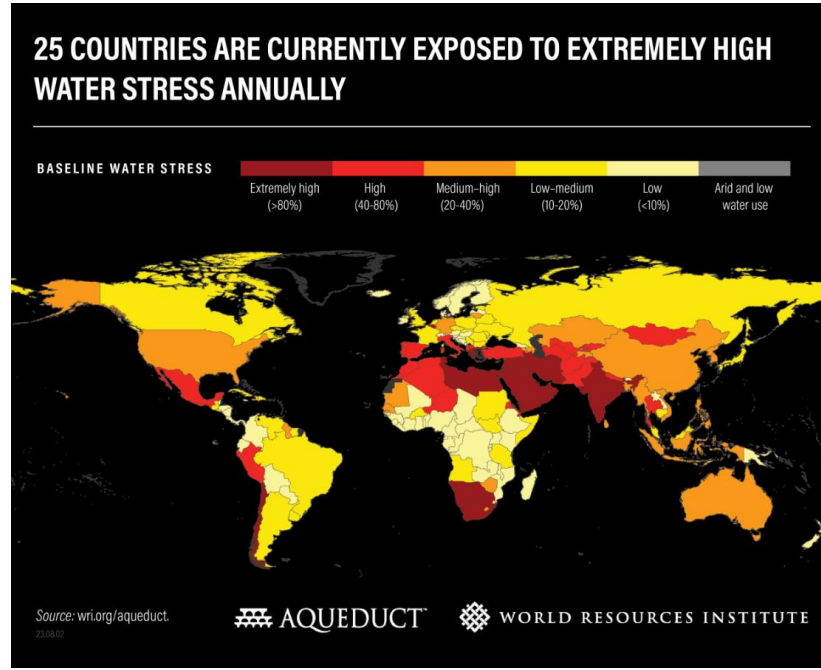 25 COUNTRIES ARE CURRENTLY EXPOSED TO EXTREMELY HIGH
WATER STRESS ANNUALLY
BASELINE WATER STRESS
Extremely high
(>80%)
High
(40-80%)
Medium–high
(20-40%)
Low–medium
(10-20%)
Low
(<10%)
Arid and low
water use
Source: wri.org/aqueduct.
23.08.02
AQUEDUCT™
WORLD RESOURCES INSTITUTE